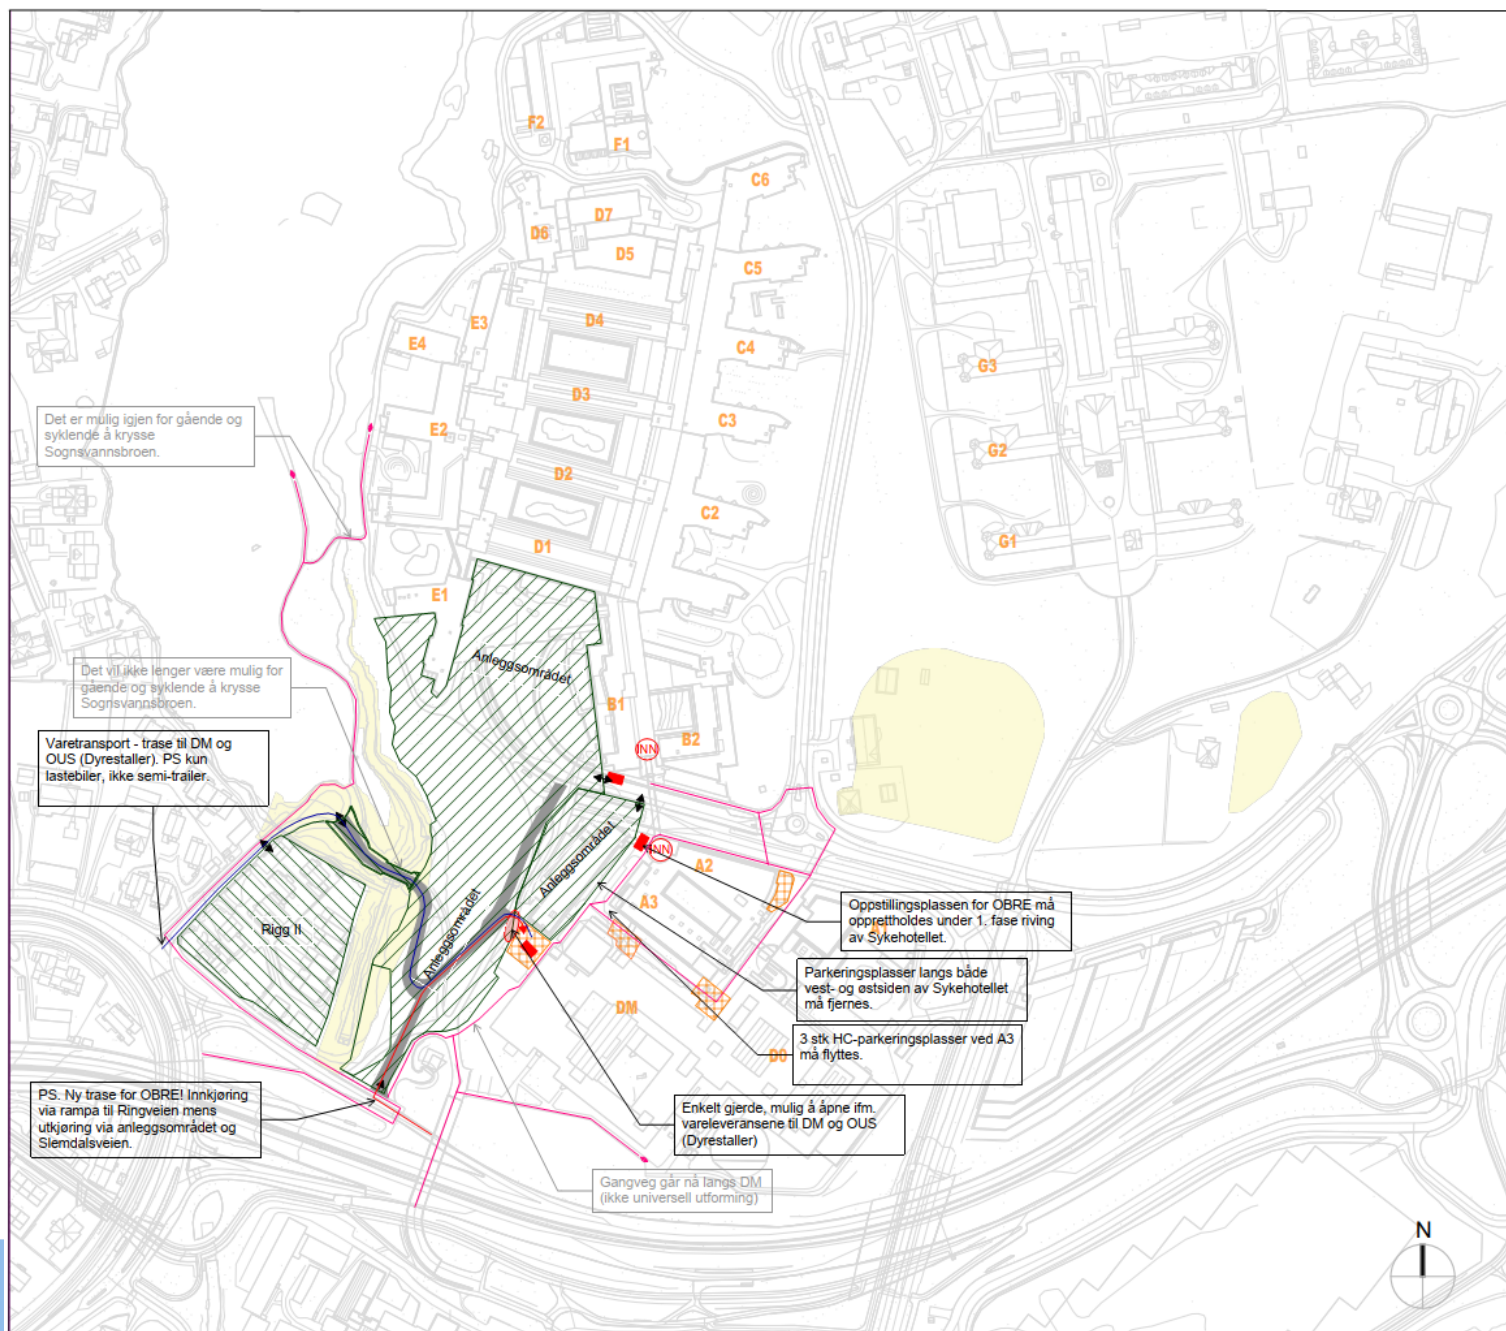 F2
F1
C6
D7
D6
D5
C5
E3
D4
E4
C4
G3
D3
Det er mulig igjen for gående og
syklende å krysse
Sognsvannsbroen.
E2
C3
G2
D2
C2
D1
G1
E1
Anleggsområdet
Det vil ikke lenger være mulig for
gående og syklende å krysse
Sognsvannsbroen.
B1
B2
INN
Varetransport - trase til DM og
OUS (Dyrestaller). PS kun
lastebiler, ikke semi-trailer.
Anleggsområdet
INN
A2
A3
Oppstillingsplassen for OBRE må
opprettholdes under 1. fase riving
av Sykehotellet.
Rigg II
Anleggsområdet
Parkeringsplasser langs både
vest- og østsiden av Sykehotellet
må fjernes.
DM
3 stk HC-parkeringsplasser ved A3
må flyttes.
PS. Ny trase for OBRE! Innkjøring
via rampa til Ringveien mens
utkjøring via anleggsområdet og
Slemdalsveien.
Enkelt gjerde, mulig å åpne ifm.
vareleveransene til DM og OUS
(Dyrestaller)
Gangveg går nå langs DM
(ikke universell utforming)
N